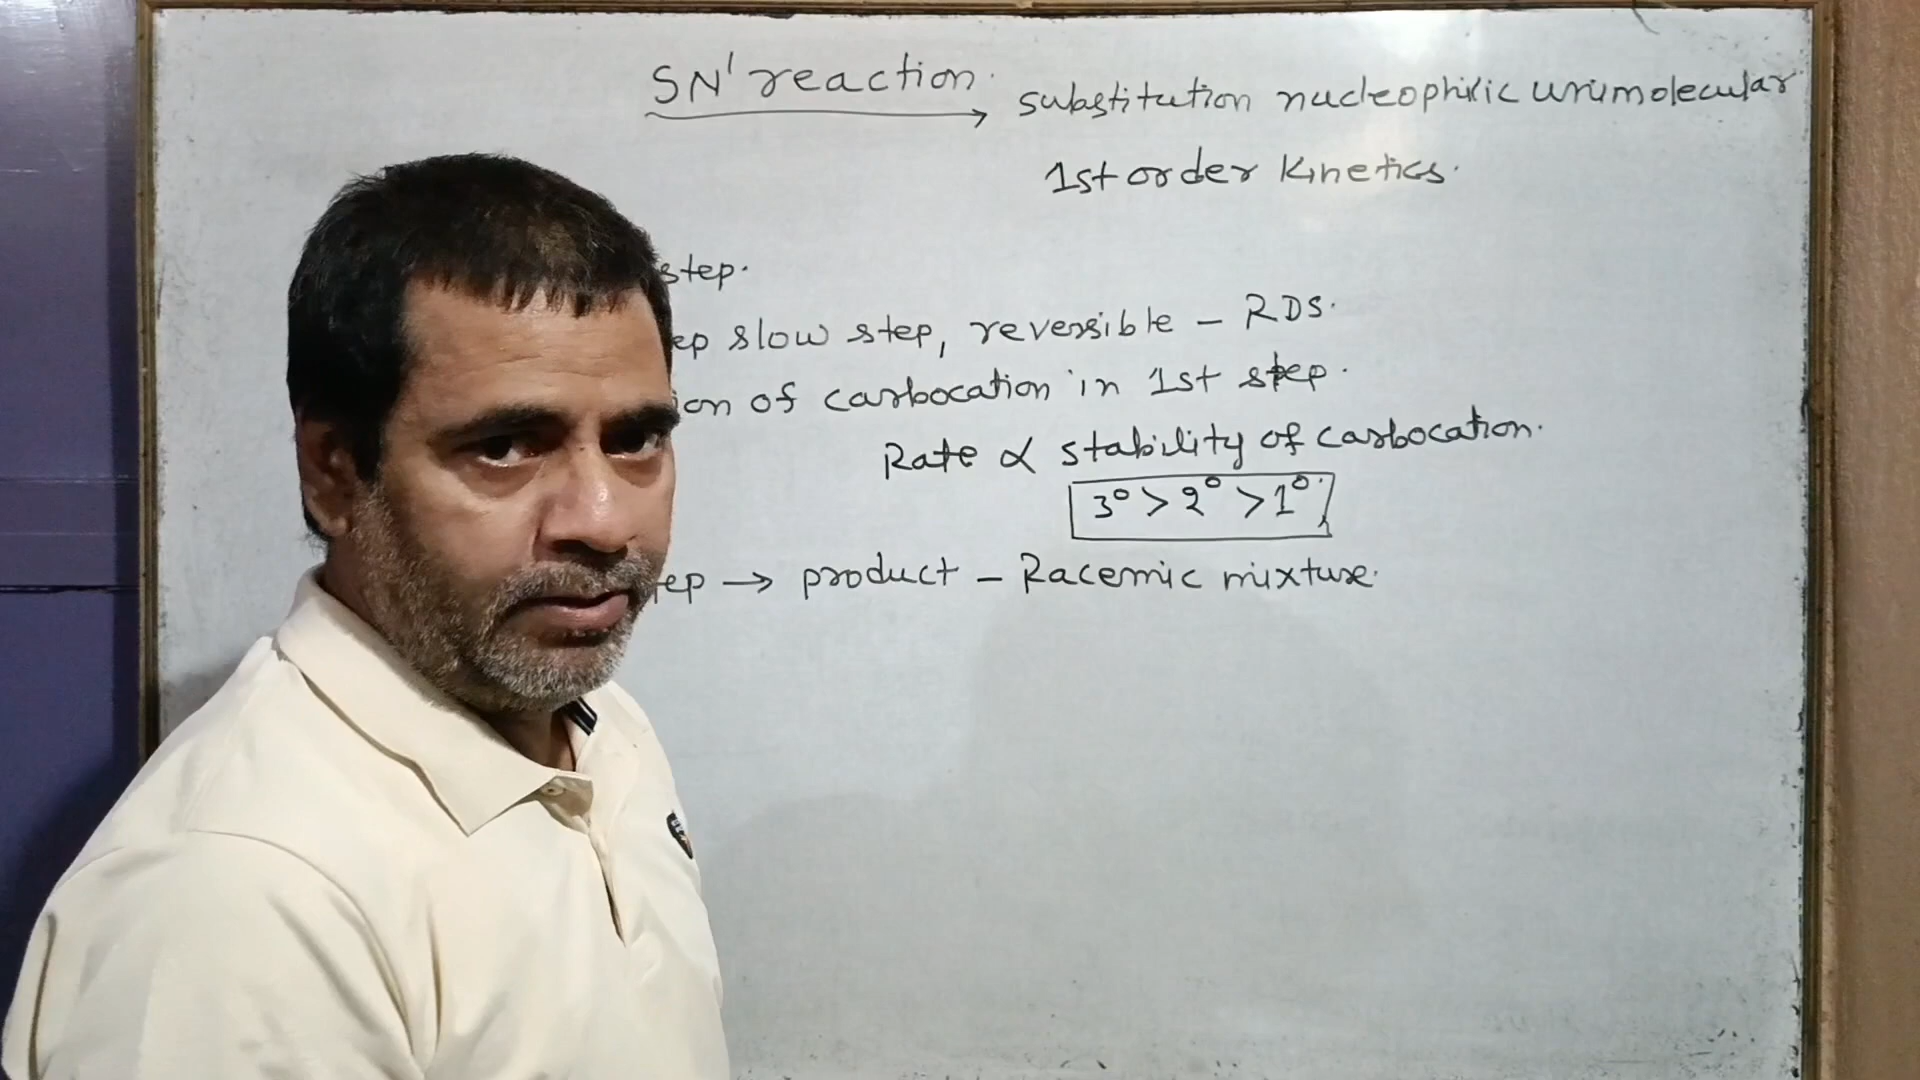 SN1 reaction → substitution nucleophilic unimolecular
1st order kinetics.
step.
ep slow step, reversible - RDS.
ion of carbocation in 1st step.
Rate ∝ stability of carbocation.
3° > 2° > 1°
ep → product - Racemic mixture.